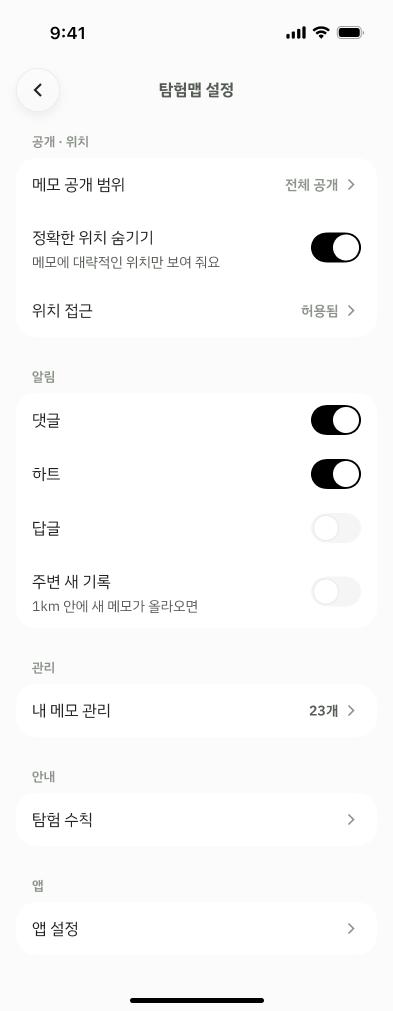 9:41
탐험맵 설정
공개 · 위치
메모 공개 범위 전체 공개
정확한 위치 숨기기
메모에 대략적인 위치만 보여 줘요
위치 접근 허용됨
알림
댓글
하트
답글
주변 새 기록
1km 안에 새 메모가 올라오면
관리
내 메모 관리 23개
안내
탐험 수칙
앱
앱 설정